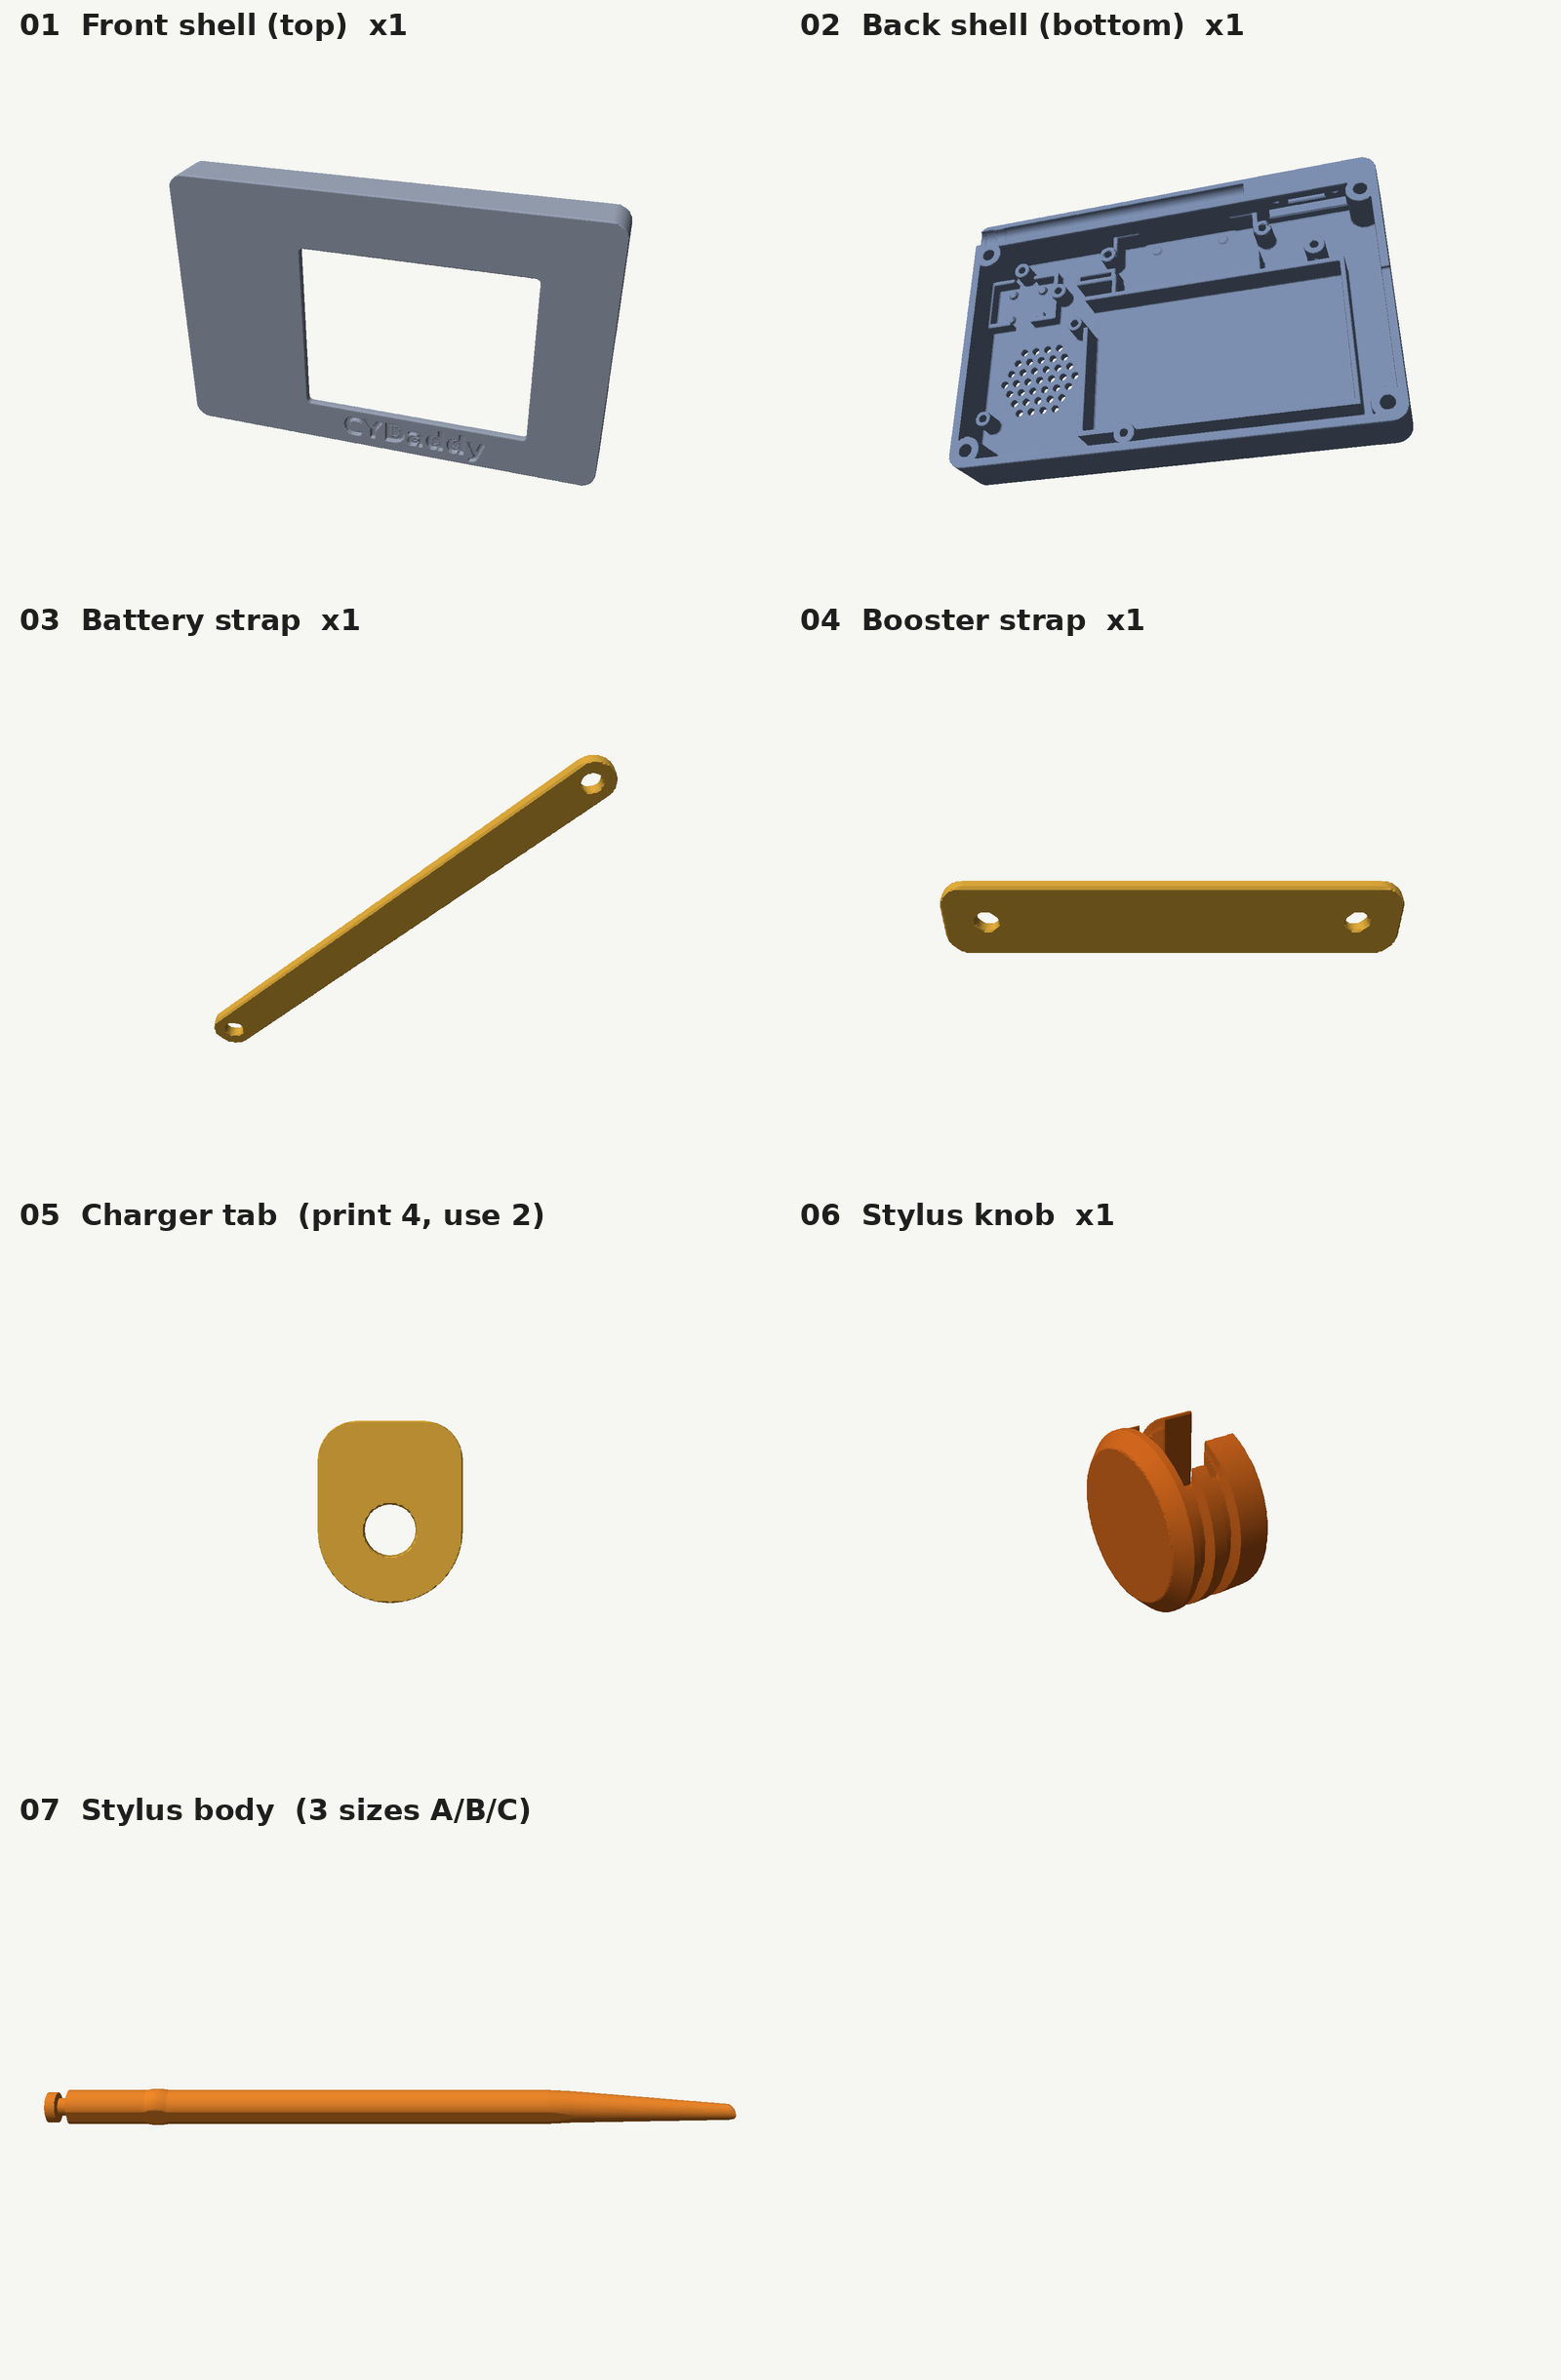 01  Front shell (top)  x1
02  Back shell (bottom)  x1
CYDaddy
03  Battery strap  x1
04  Booster strap  x1
05  Charger tab  (print 4, use 2)
06  Stylus knob  x1
07  Stylus body  (3 sizes A/B/C)